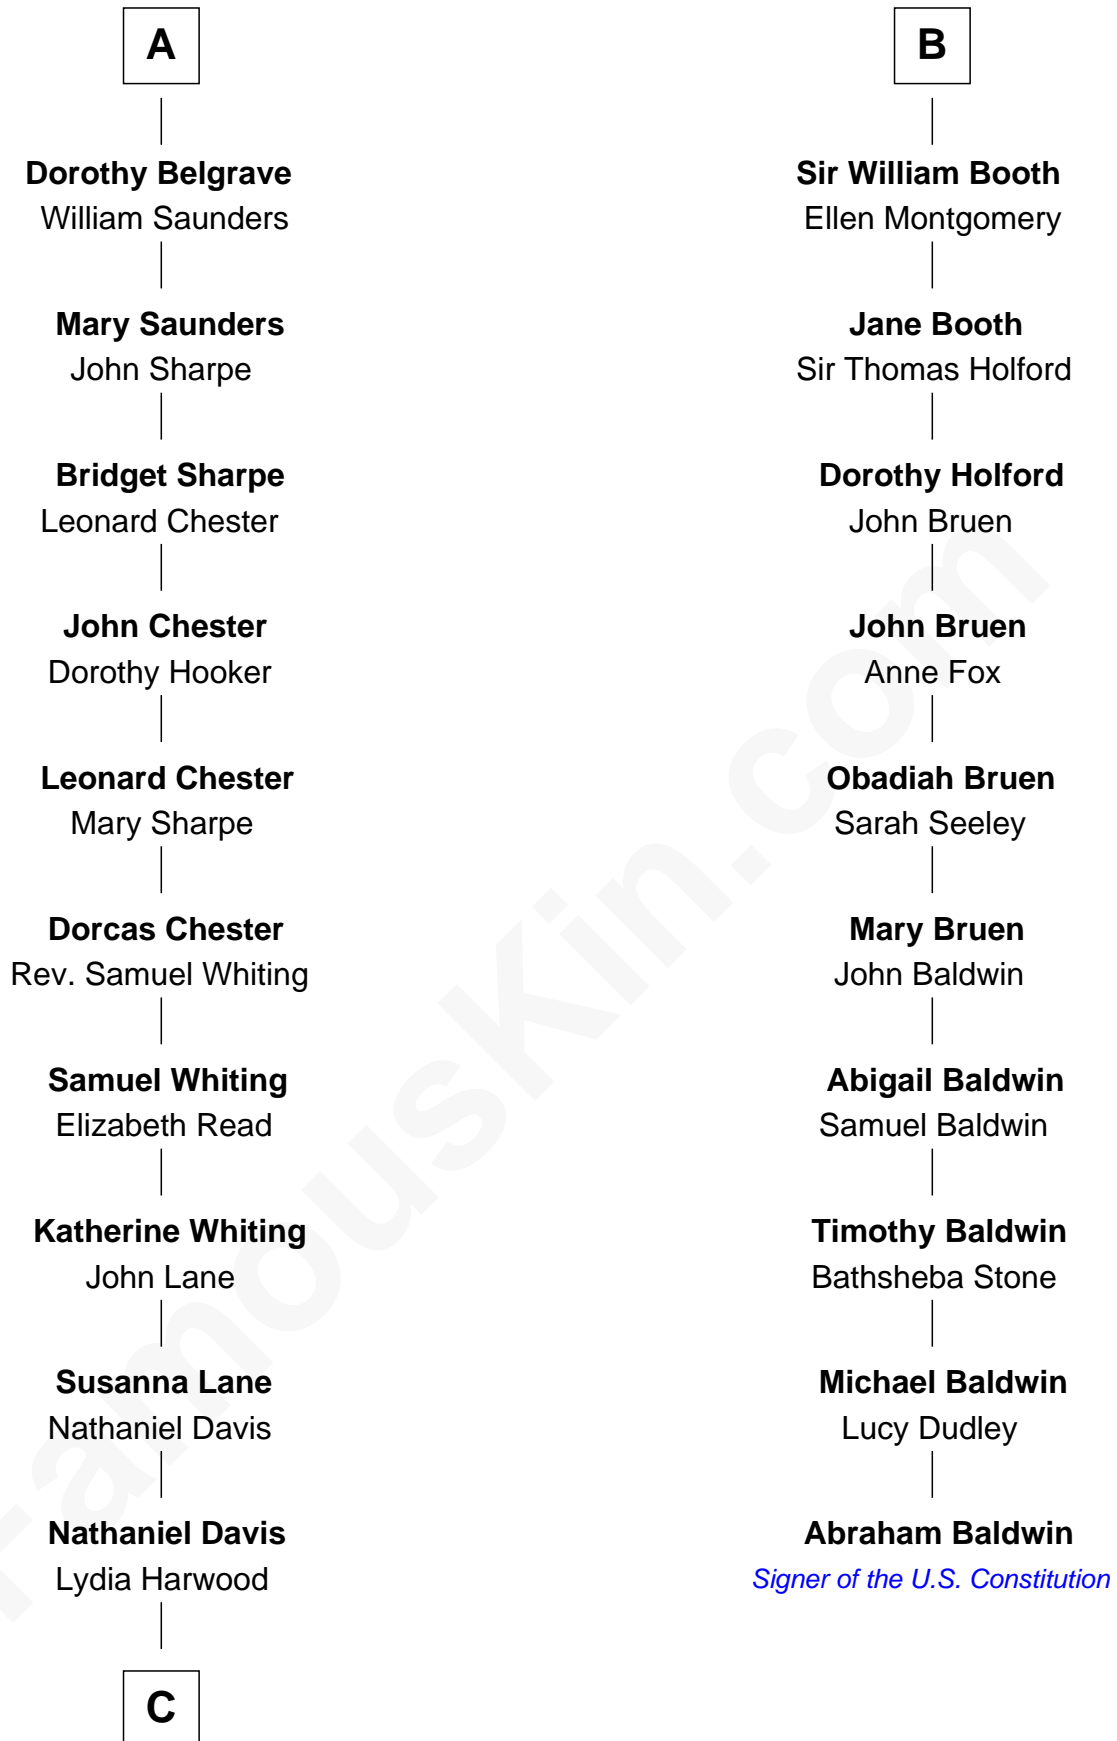 A
Dorothy Belgrave
William Saunders
Mary Saunders
John Sharpe
Bridget Sharpe
Leonard Chester
John Chester
Dorothy Hooker
Leonard Chester
Mary Sharpe
Dorcas Chester
Rev. Samuel Whiting
Samuel Whiting
Elizabeth Read
Katherine Whiting
John Lane
Susanna Lane
Nathaniel Davis
Nathaniel Davis
Lydia Harwood
C
B
Sir William Booth
Ellen Montgomery
Jane Booth
Sir Thomas Holford
Dorothy Holford
John Bruen
John Bruen
Anne Fox
Obadiah Bruen
Sarah Seeley
Mary Bruen
John Baldwin
Abigail Baldwin
Samuel Baldwin
Timothy Baldwin
Bathsheba Stone
Michael Baldwin
Lucy Dudley
Abraham Baldwin
Signer of the U.S. Constitution
FamousKin.com